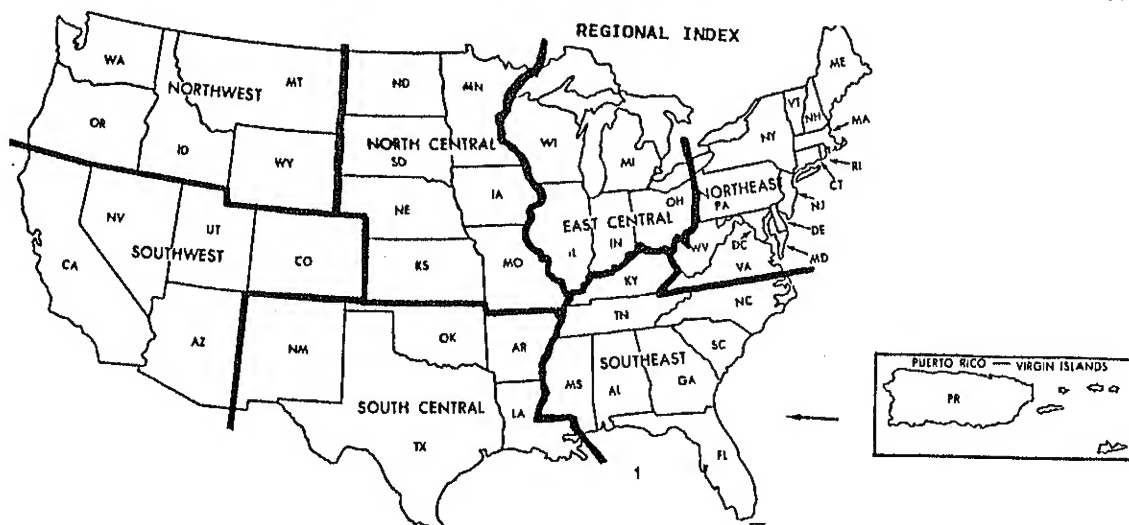 REGIONAL INDEX
WA
MT
ND
MN
ME
NORTHWEST
VT
NH
MA
OR
NORTH CENTRAL
WI
NY
ID
WY
SD
MI
RI
CT
IA
NORTHEAS
NV
NE
OH
PA
NJ
UT
EAST CENTRAL
DE
SOUTHWEST
IL
IN
WV
DC
MD
CA
CO
KS
MO
KY
VA
NC
TN
AZ
NM
OK
AR
SC
SOUTHEAST
PUERTO RICO — VIRGIN ISLANDS
MS
AL
GA
PR
SOUTH CENTRAL
LA
TX
FL
1